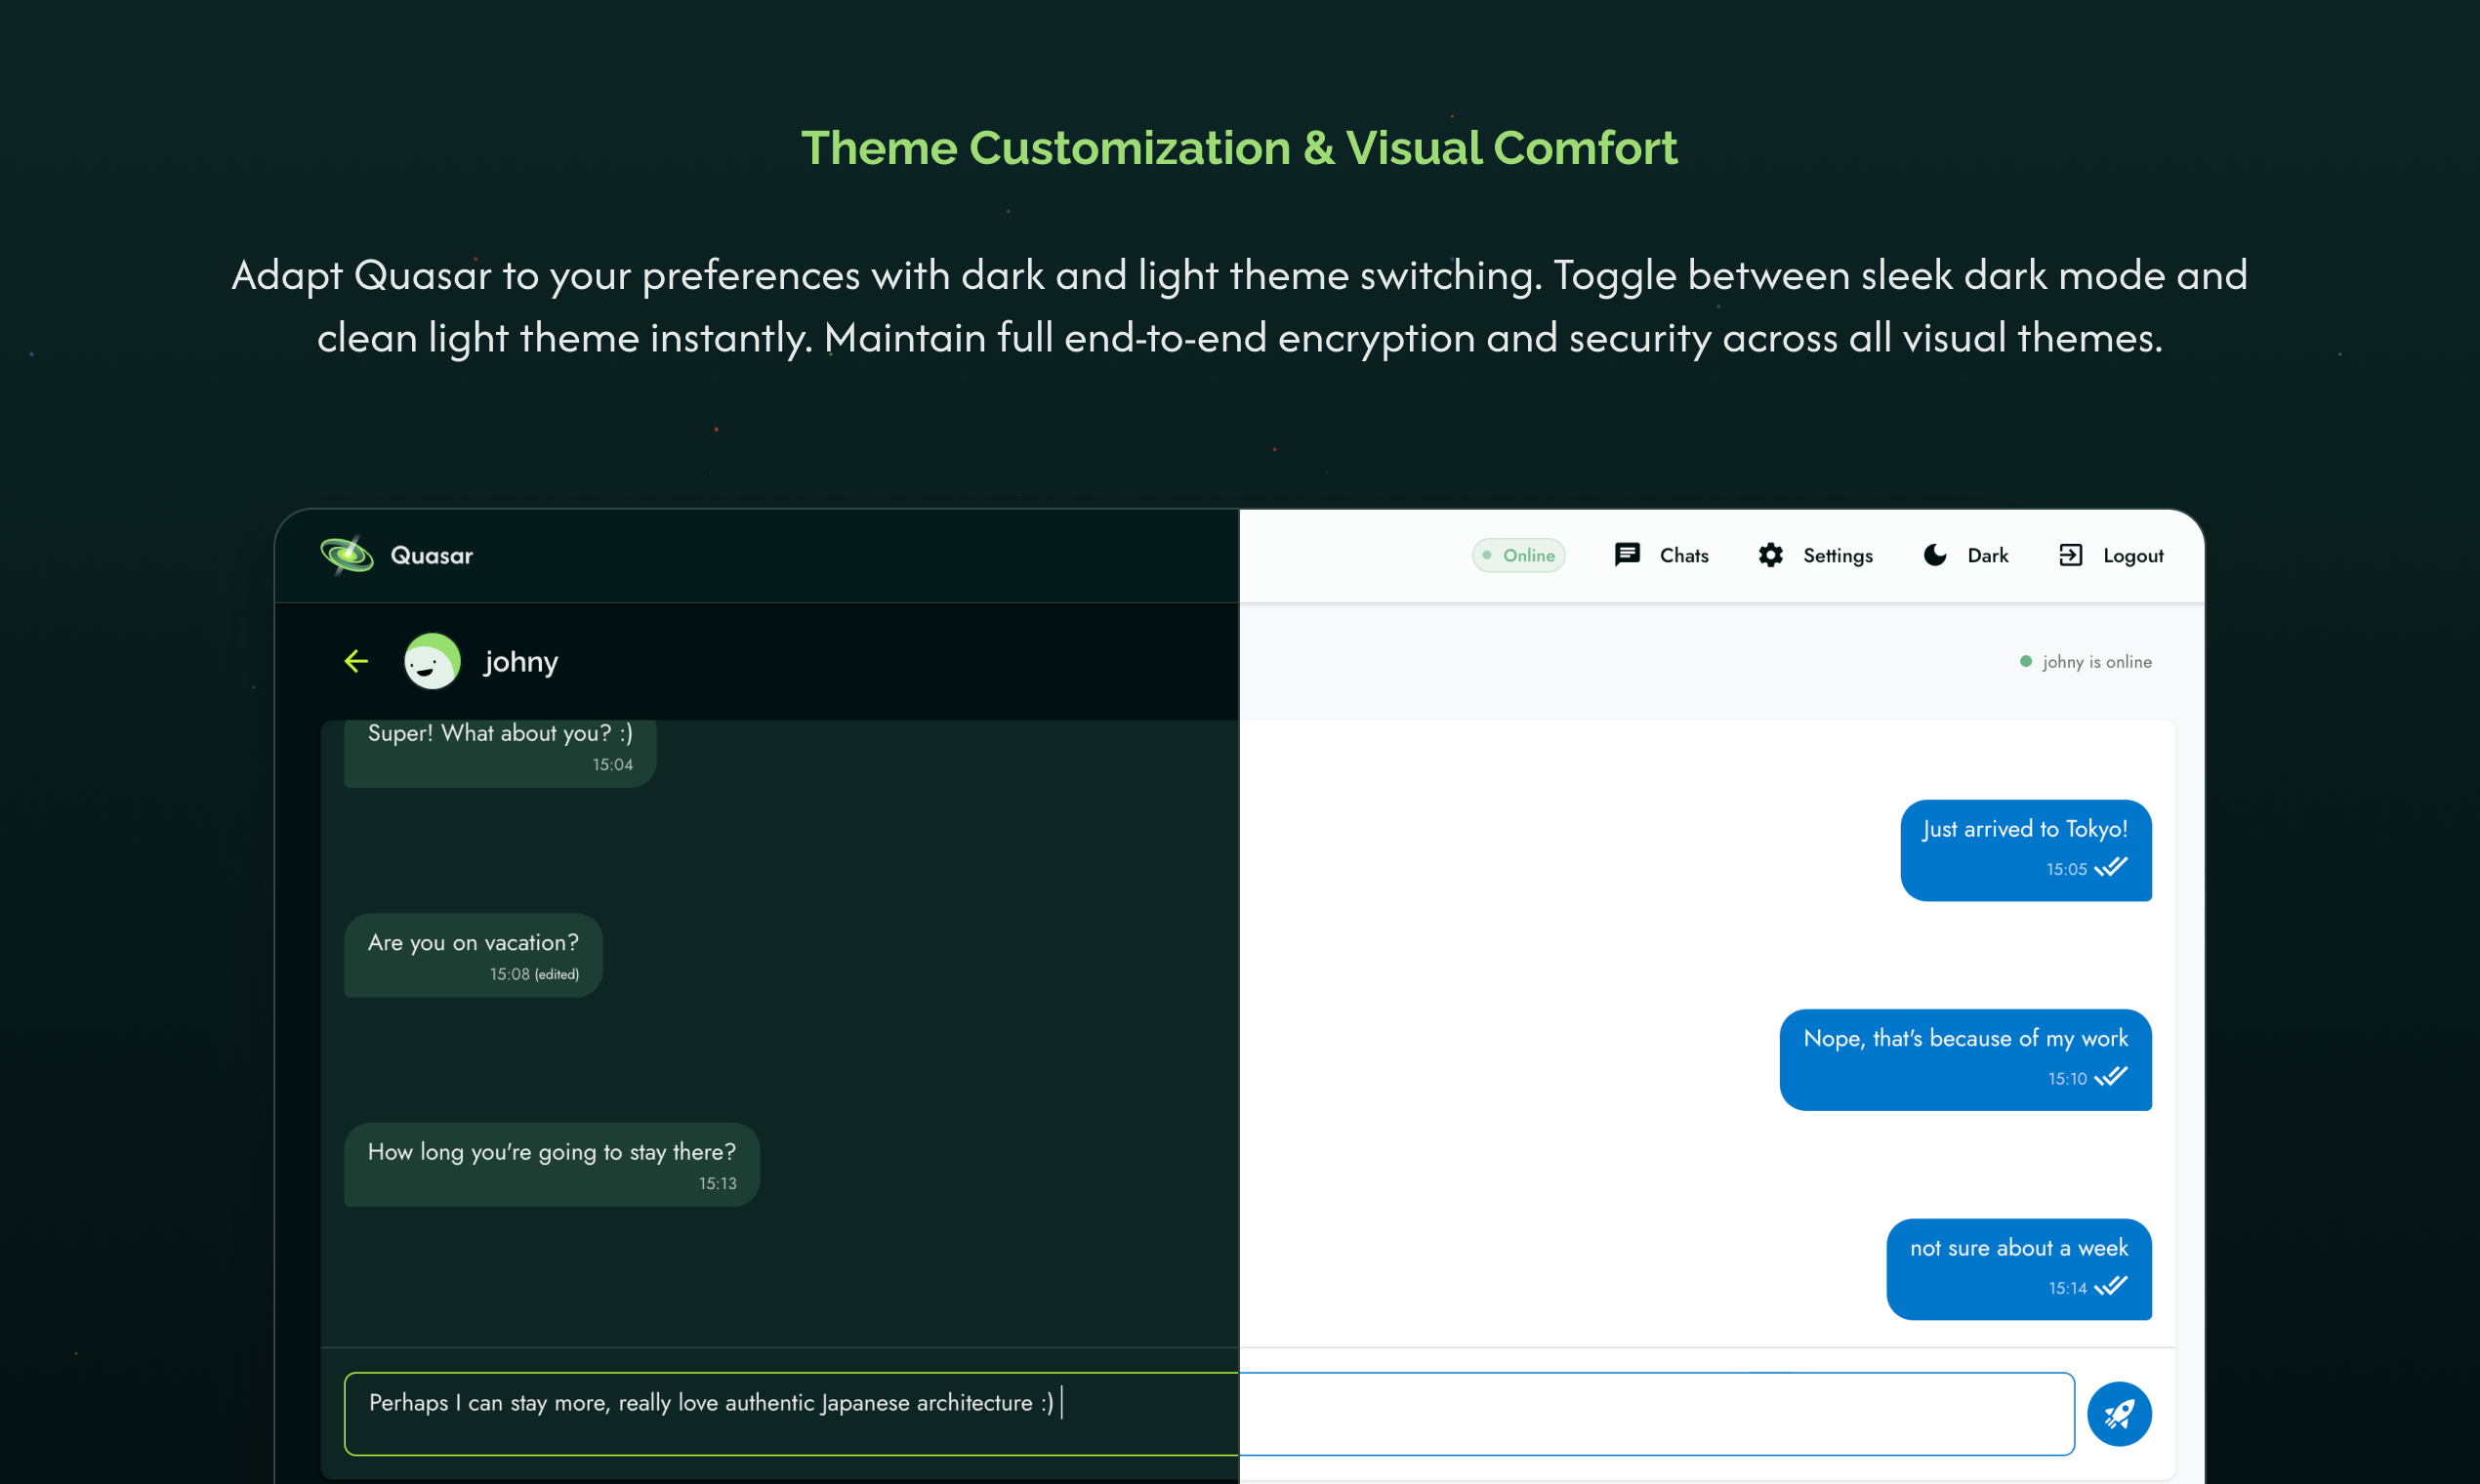 Theme Customization & Visual Comfort
Adapt Quasar to your preferences with dark and light theme switching. Toggle between sleek dark mode and
clean light theme instantly. Maintain full end-to-end encryption and security across all visual themes.
Quasar
Online
Chats
Settings
Dark
Logout
johny
johny is online
Super! What about you? :)
15:04
Just arrived to Tokyo!
15:05
Are you on vacation?
15:08 (edited)
Nope, that's because of my work
15:10
How long you're going to stay there?
15:13
not sure about a week
15:14
Perhaps I can stay more, really love authentic Japanese architecture :)